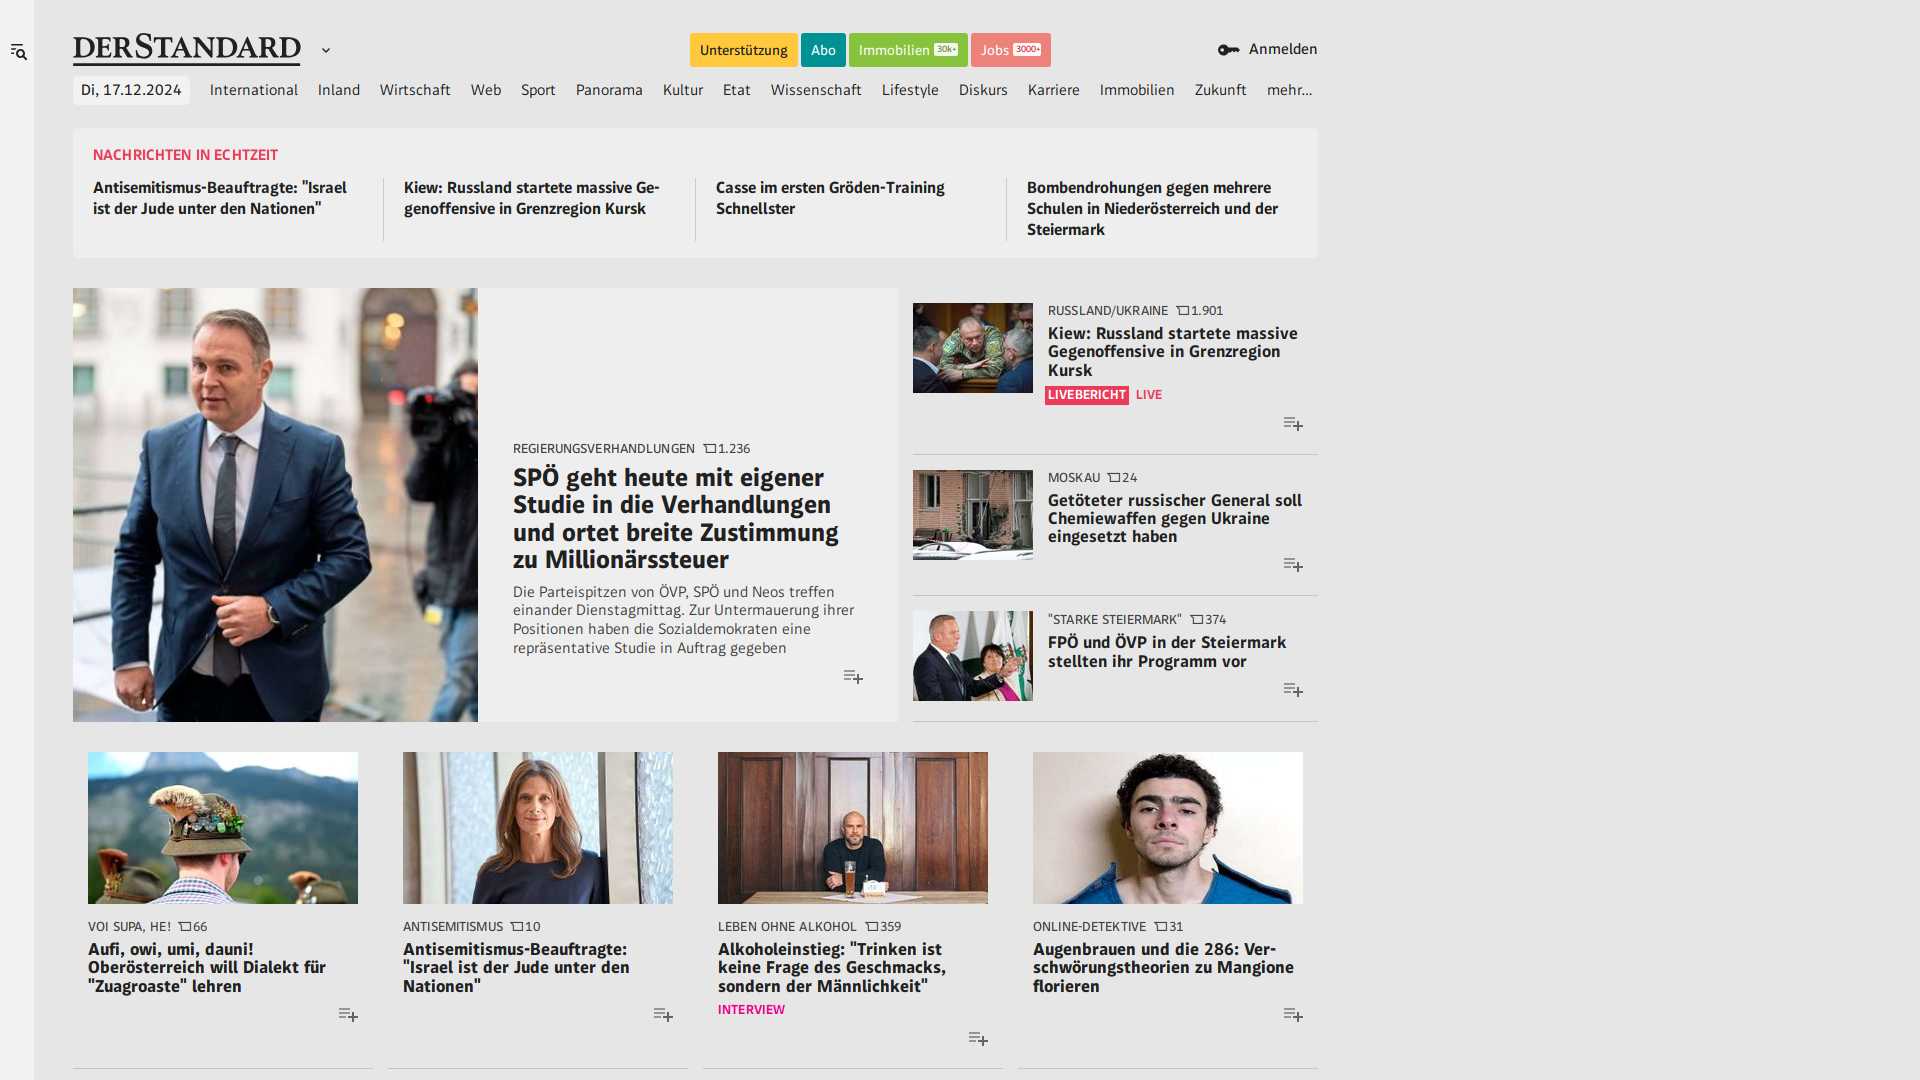 DERSTANDARD
Unterstützung
Abo
Immobilien 30k+
Jobs 3000+
Anmelden
Di, 17.12.2024
International
Inland
Wirtschaft
Web
Sport
Panorama
Kultur
Etat
Wissenschaft
Lifestyle
Diskurs
Karriere
Immobilien
Zukunft
mehr...
NACHRICHTEN IN ECHTZEIT
Antisemitismus-Beauftragte: "Israel
ist der Jude unter den Nationen"
Kiew: Russland startete massive Ge-
genoffensive in Grenzregion Kursk
Casse im ersten Gröden-Training
Schnellster
Bombendrohungen gegen mehrere
Schulen in Niederösterreich und der
Steiermark
REGIERUNGSVERHANDLUNGEN 1.236
SPÖ geht heute mit eigener
Studie in die Verhandlungen
und ortet breite Zustimmung
zu Millionärssteuer
Die Parteispitzen von ÖVP, SPÖ und Neos treffen
einander Dienstagmittag. Zur Untermauerung ihrer
Positionen haben die Sozialdemokraten eine
repräsentative Studie in Auftrag gegeben
RUSSLAND/UKRAINE 1.901
Kiew: Russland startete massive
Gegenoffensive in Grenzregion
Kursk
LIVEBERICHT LIVE
MOSKAU 24
Getöteter russischer General soll
Chemiewaffen gegen Ukraine
eingesetzt haben
"STARKE STEIERMARK" 374
FPÖ und ÖVP in der Steiermark
stellten ihr Programm vor
VOI SUPA, HE! 66
Aufi, owi, umi, dauni!
Oberösterreich will Dialekt für
"Zuagroaste" lehren
ANTISEMITISMUS 10
Antisemitismus-Beauftragte:
"Israel ist der Jude unter den
Nationen"
LEBEN OHNE ALKOHOL 359
Alkoholeinstieg: "Trinken ist
keine Frage des Geschmacks,
sondern der Männlichkeit"
INTERVIEW
ONLINE-DETEKTIVE 31
Augenbrauen und die 286: Ver-
schwörungstheorien zu Mangione
florieren